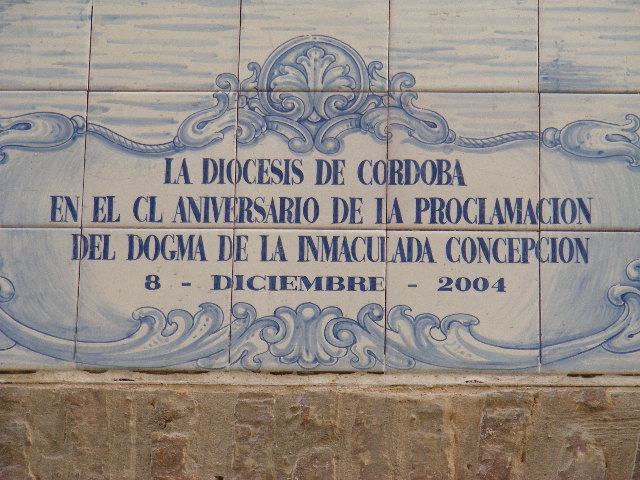 LA DIOCESIS DE CORDOBA
EN EL CL ANIVERSARIO DE LA PROCLAMACION
DEL DOGMA DE LA INMACULADA CONCEPCION
8 - DICIEMBRE - 2004